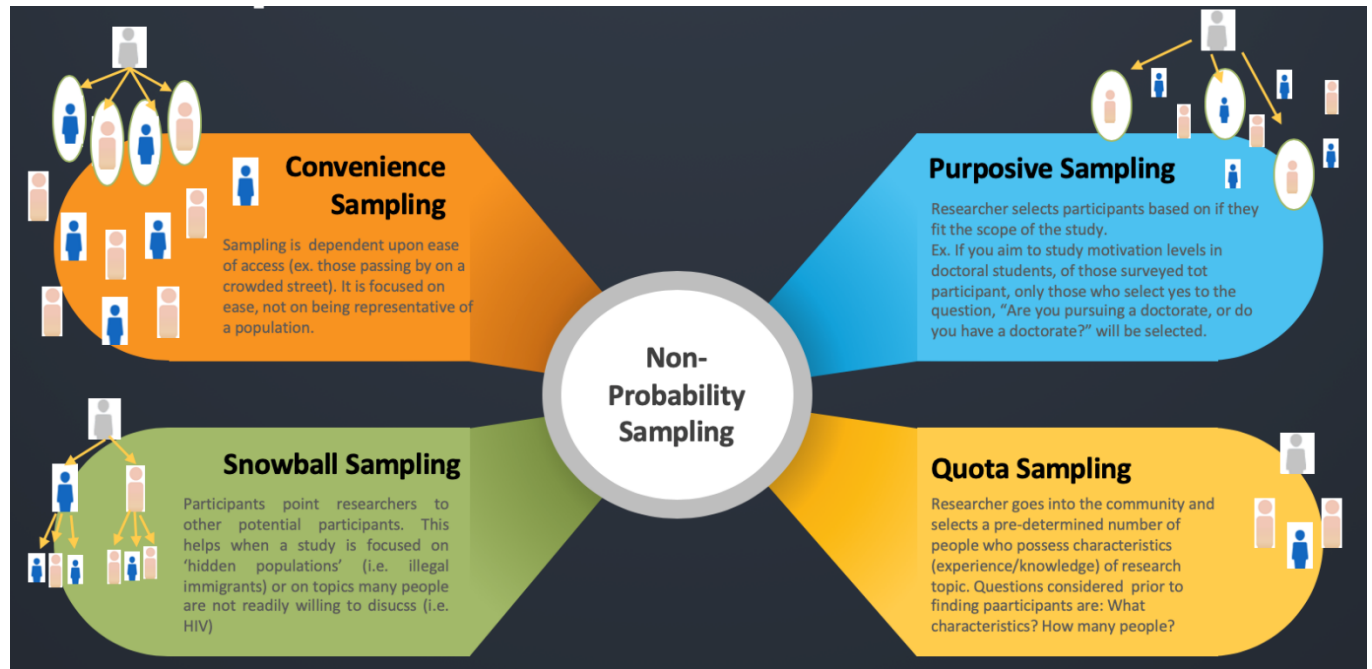 Convenience
Sampling
Sampling is dependent upon ease
of access (ex. those passing by on a
crowded street). It is focused on
ease, not on being representative of
a population.
Purposive Sampling
Researcher selects participants based on if they
fit the scope of the study.
Ex. If you aim to study motivation levels in
doctoral students, of those surveyed tot
participant, only those who select yes to the
question, “Are you pursuing a doctorate, or do
you have a doctorate?” will be selected.
Non-
Probability
Sampling
Snowball Sampling
Participants point researchers to
other potential participants. This
helps when a study is focused on
‘hidden populations’ (i.e. illegal
immigrants) or on topics many people
are not readily willing to disucss (i.e.
HIV)
Quota Sampling
Researcher goes into the community and
selects a pre-determined number of
people who possess characteristics
(experience/knowledge) of research
topic. Questions considered prior to
finding paarticipants are: What
characteristics? How many people?